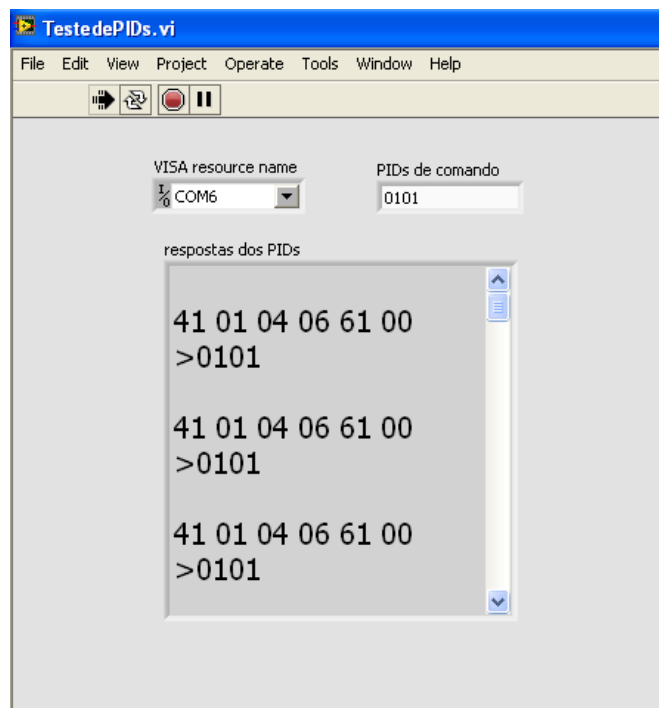 TestedePIDs.vi
File Edit View Project Operate Tools Window Help
VISA resource name
PIDs de comando
I/O COM6
0101
respostas dos PIDs
41 01 04 06 61 00
>0101
41 01 04 06 61 00
>0101
41 01 04 06 61 00
>0101